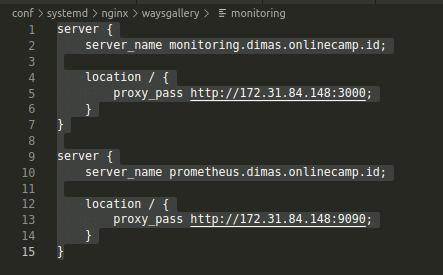 conf > systemd > nginx > waysgallery > monitoring
1 server {
2     server_name monitoring.dimas.onlinecamp.id;
3
4     location / {
5         proxy_pass http://172.31.84.148:3000;
6     }
7 }
8
9 server {
10     server_name prometheus.dimas.onlinecamp.id;
11
12     location / {
13         proxy_pass http://172.31.84.148:9090;
14     }
15 }